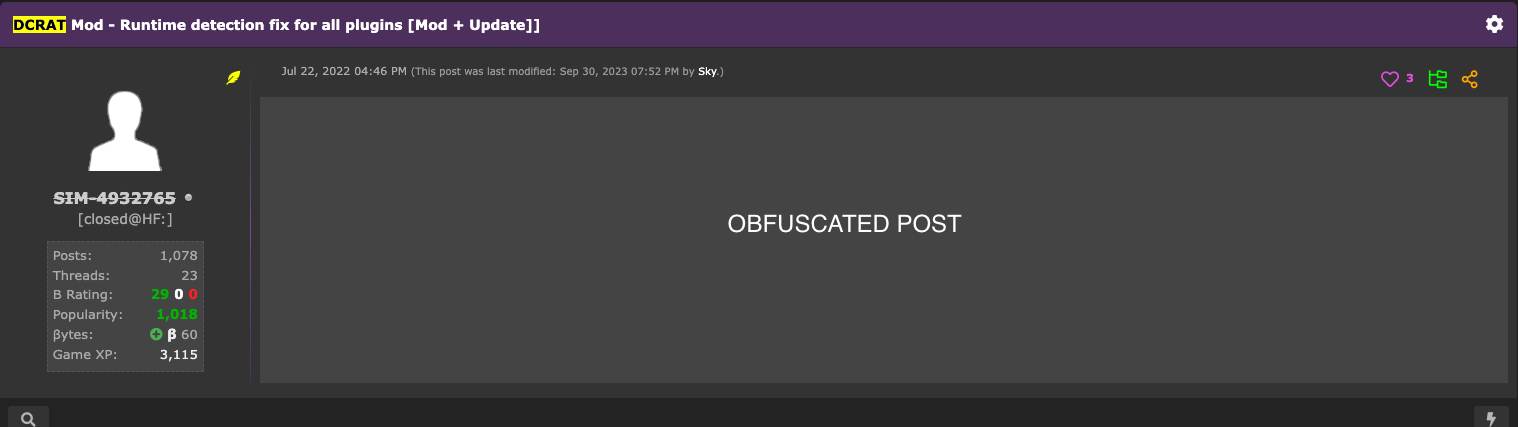 DCRAT Mod - Runtime detection fix for all plugins [Mod + Update]]
Jul 22, 2022 04:46 PM (This post was last modified: Sep 30, 2023 07:52 PM by Sky.)
3
OBFUSCATED POST
SIM-4932765
[closed@HF:]
Posts: 1,078
Threads: 23
B Rating: 29 0 0
Popularity: 1,018
βytes: β 60
Game XP: 3,115